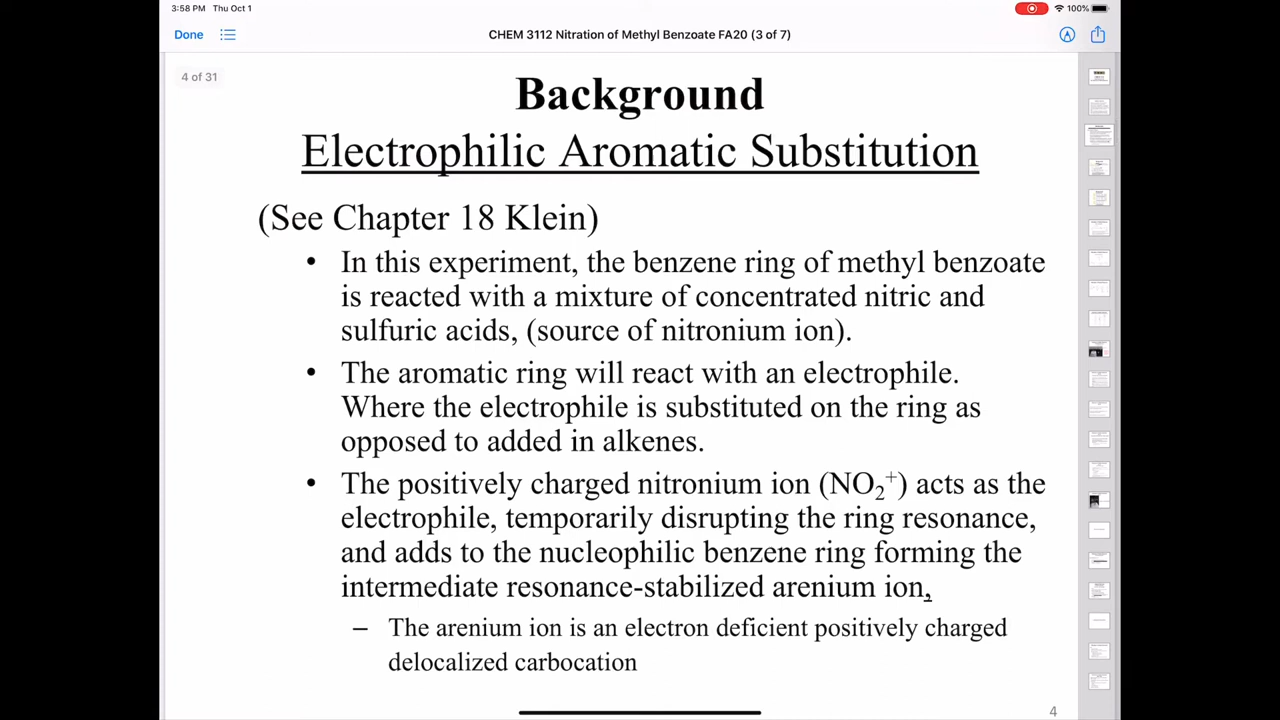 3:58 PM Thu Oct 1
100%
Done
CHEM 3112 Nitration of Methyl Benzoate FA20 (3 of 7)
4 of 31
Background
Electrophilic Aromatic Substitution
(See Chapter 18 Klein)
• In this experiment, the benzene ring of methyl benzoate
is reacted with a mixture of concentrated nitric and
sulfuric acids, (source of nitronium ion).
• The aromatic ring will react with an electrophile.
Where the electrophile is substituted on the ring as
opposed to added in alkenes.
• The positively charged nitronium ion (NO₂⁺) acts as the
electrophile, temporarily disrupting the ring resonance,
and adds to the nucleophilic benzene ring forming the
intermediate resonance-stabilized arenium ion,
– The arenium ion is an electron deficient positively charged
delocalized carbocation
4